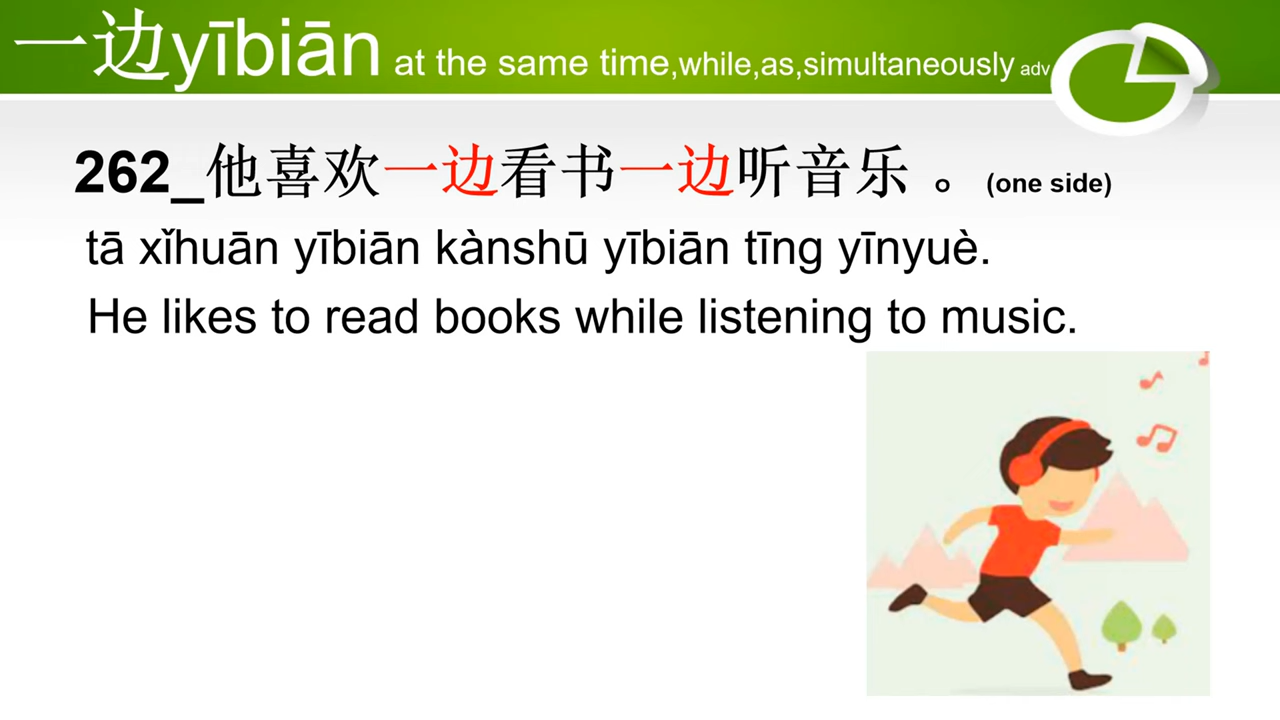 一边yībiān at the same time,while,as,simultaneously adv
262_他喜欢一边看书一边听音乐 。 (one side)
tā xǐhuān yībiān kànshū yībiān tīng yīnyuè.
He likes to read books while listening to music.